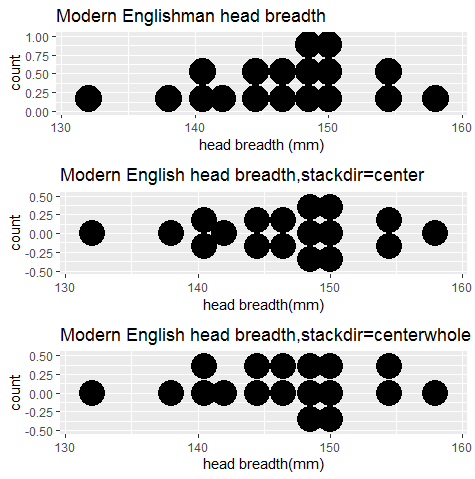 Modern Englishman head breadth
1.00
0.75
0.50
0.25
0.00
count
130 140 150 160
head breadth (mm)
Modern English head breadth,stackdir=center
0.50
0.25
0.00
-0.25
-0.50
count
130 140 150 160
head breadth(mm)
Modern English head breadth,stackdir=centerwhole
0.50
0.25
0.00
-0.25
-0.50
count
130 140 150 160
head breadth(mm)